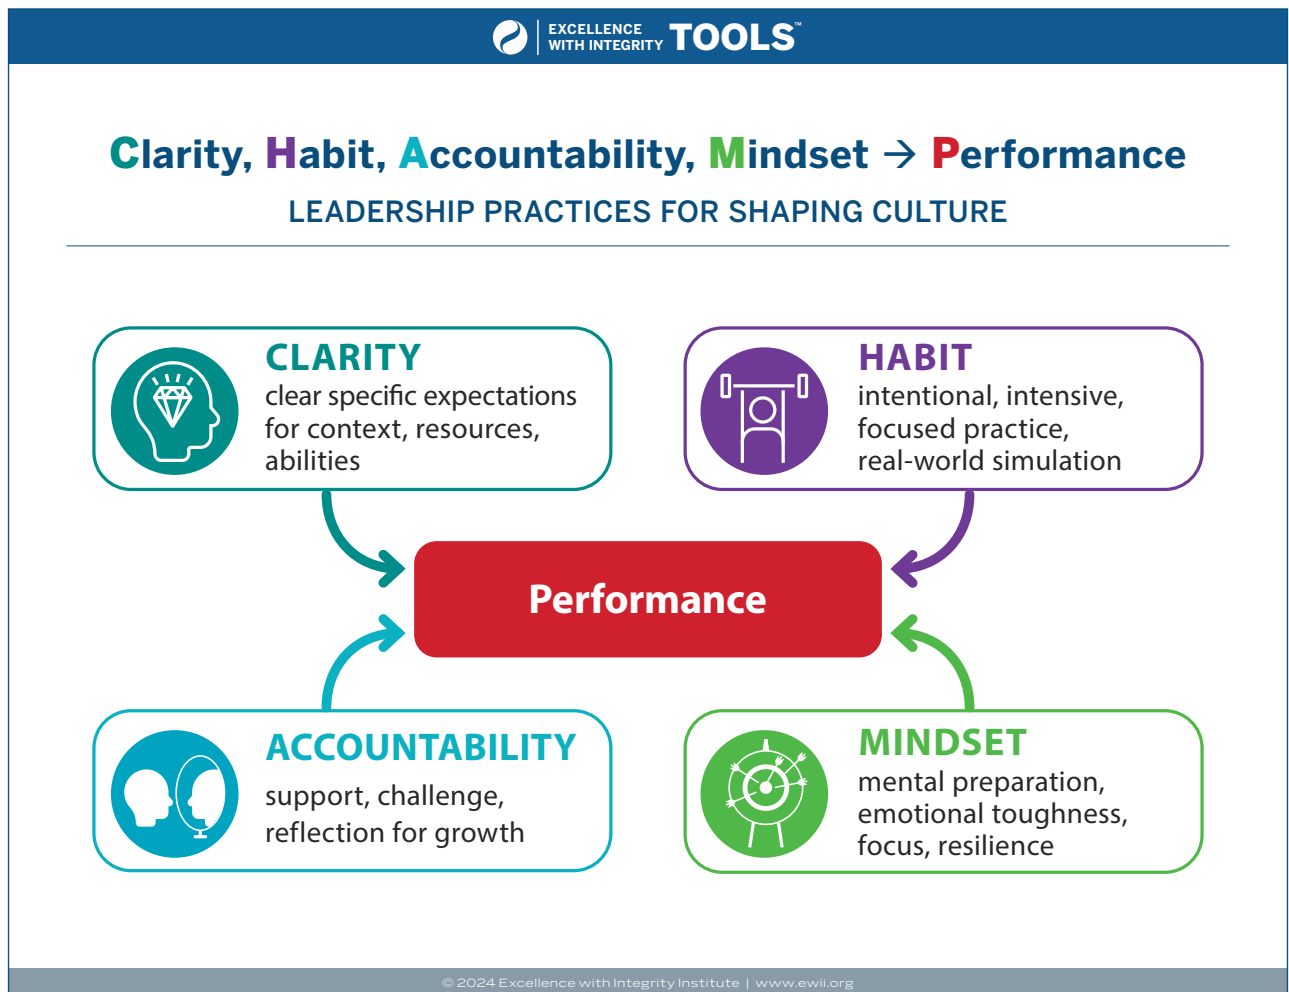 EXCELLENCE
WITH INTEGRITY TOOLS™
Clarity, Habit, Accountability, Mindset → Performance
LEADERSHIP PRACTICES FOR SHAPING CULTURE
CLARITY
clear specific expectations
for context, resources,
abilities
HABIT
intentional, intensive,
focused practice,
real-world simulation
Performance
ACCOUNTABILITY
support, challenge,
reflection for growth
MINDSET
mental preparation,
emotional toughness,
focus, resilience
© 2024 Excellence with Integrity Institute | www.ewii.org